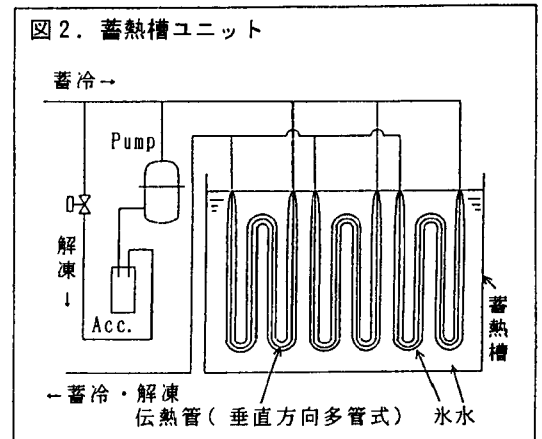 図2. 蓄熱槽ユニット
蓄冷→
Pump
解凍↓
Acc.
蓄熱槽
←蓄冷・解凍
伝熱管(垂直方向多管式)
氷
水